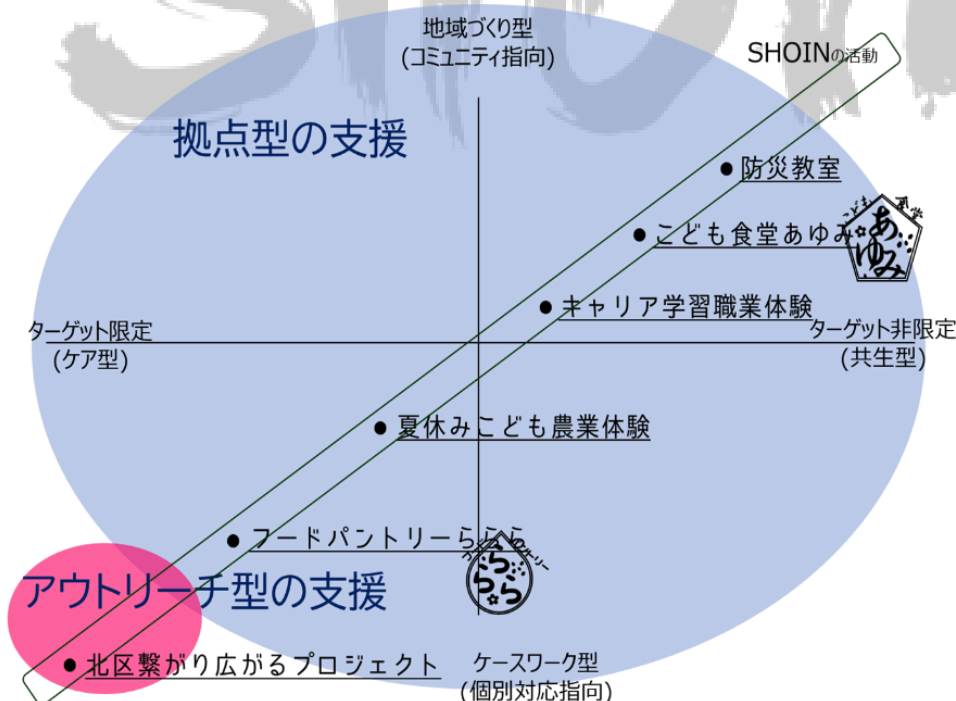 地域づくり型
(コミュニティ指向)
SHOINの活動
拠点型の支援
防災教室
こども食堂あゆみ
こども食堂
あゆみ
キャリア学習職業体験
ターゲット限定
(ケア型)
ターゲット非限定
(共生型)
夏休みこども農業体験
フードパントリーららら
ららら
アウトリーチ型の支援
北区繋がり広がるプロジェクト
ケースワーク型
(個別対応指向)